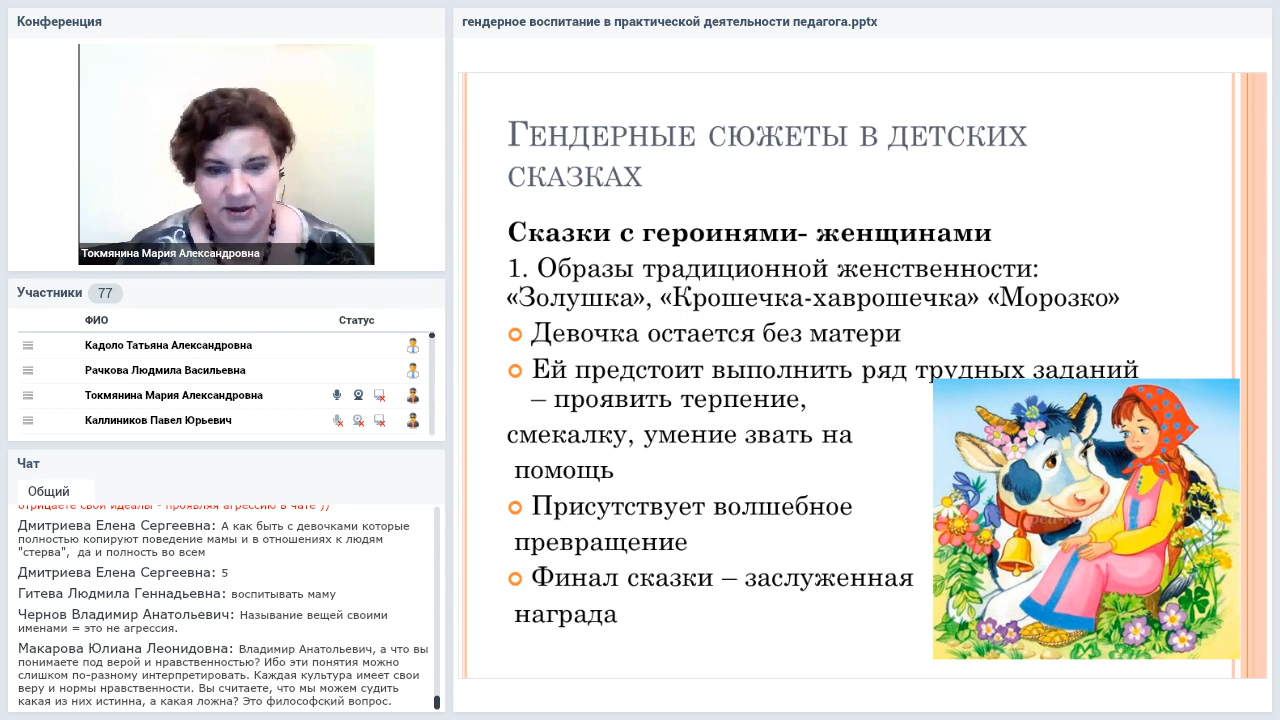 Конференция
Токмянина Мария Александровна
Участники 77
ФИО Статус
Кадоло Татьяна Александровна
Рачкова Людмила Васильевна
Токмянина Мария Александровна
Каллиников Павел Юрьевич
Чат
Общий
отрицаете свои идеалы - проявляя агрессию в чате ))
Дмитриева Елена Сергеевна: А как быть с девочками которые
полностью копируют поведение мамы и в отношениях к людям
"стерва", да и полность во всем
Дмитриева Елена Сергеевна: 5
Гитева Людмила Геннадьевна: воспитывать маму
Чернов Владимир Анатольевич: Называние вещей своими
именами = это не агрессия.
Макарова Юлиана Леонидовна: Владимир Анатольевич, а что вы
понимаете под верой и нравственностью? Ибо эти понятия можно
слишком по-разному интерпретировать. Каждая культура имеет свои
веру и нормы нравственности. Вы считаете, что мы можем судить
какая из них истинна, а какая ложна? Это философский вопрос.
гендерное воспитание в практической деятельности педагога.pptx
Гендерные сюжеты в детских
сказках
Сказки с героинями- женщинами
1. Образы традиционной женственности:
«Золушка», «Крошечка-хаврошечка» «Морозко»
Девочка остается без матери
Ей предстоит выполнить ряд трудных заданий
– проявить терпение,
смекалку, умение звать на
помощь
Присутствует волшебное
превращение
Финал сказки – заслуженная
награда